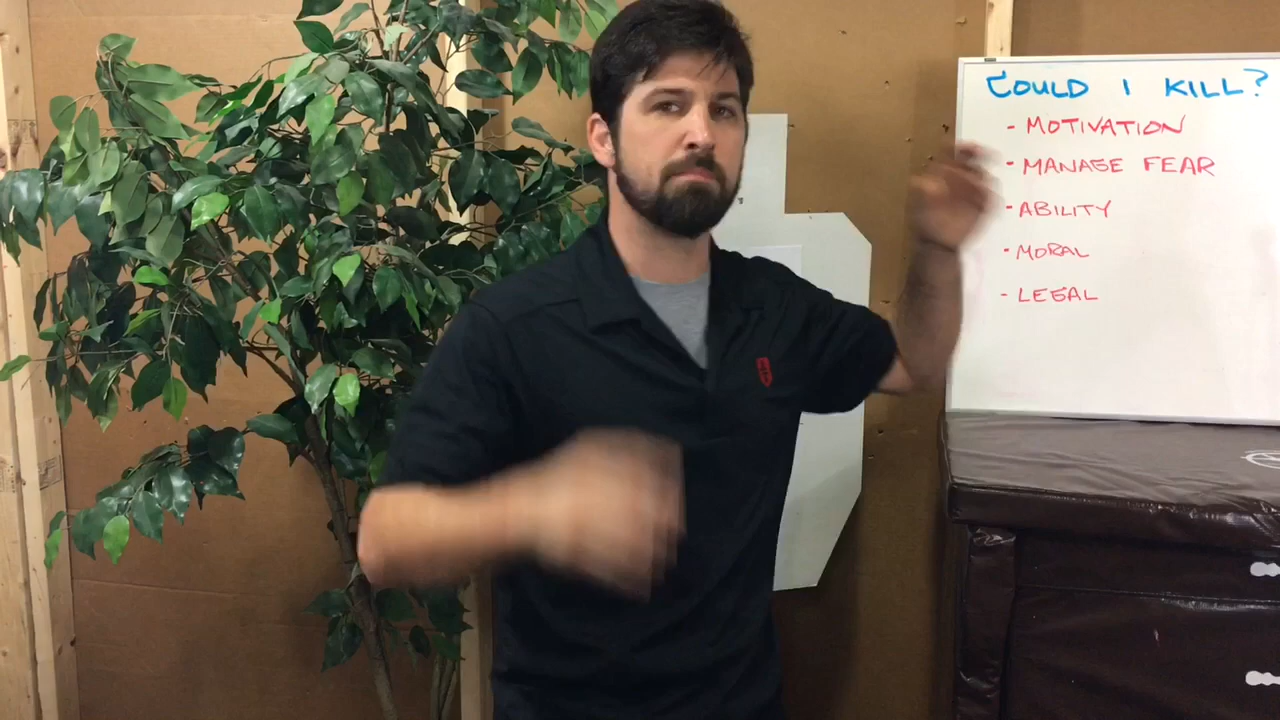 COULD I KILL?
- MOTIVATION
- MANAGE FEAR
- ABILITY
- MORAL
- LEGAL